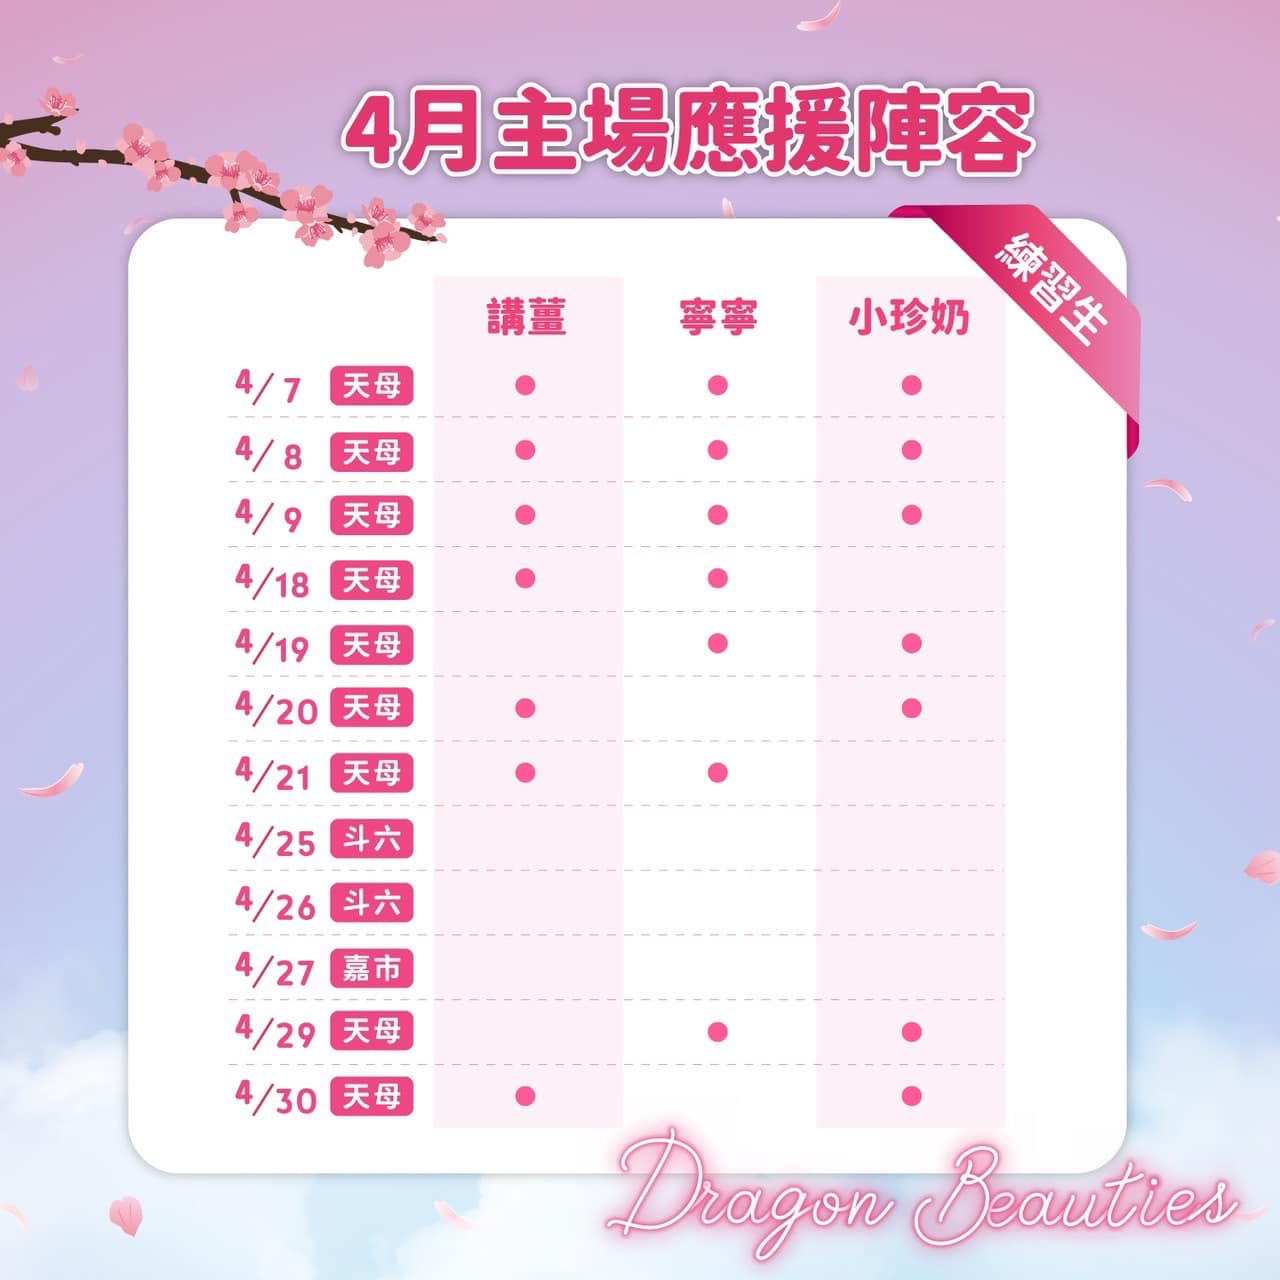 4月主場應援陣容
練習生
講薑 寧寧 小珍奶
4/7 天母 ● ● ●
4/8 天母 ● ● ●
4/9 天母 ● ● ●
4/18 天母 ● ●
4/19 天母 ● ●
4/20 天母 ● ●
4/21 天母 ● ●
4/25 斗六
4/26 斗六
4/27 嘉市
4/29 天母 ● ●
4/30 天母 ● ●
Dragon Beauties